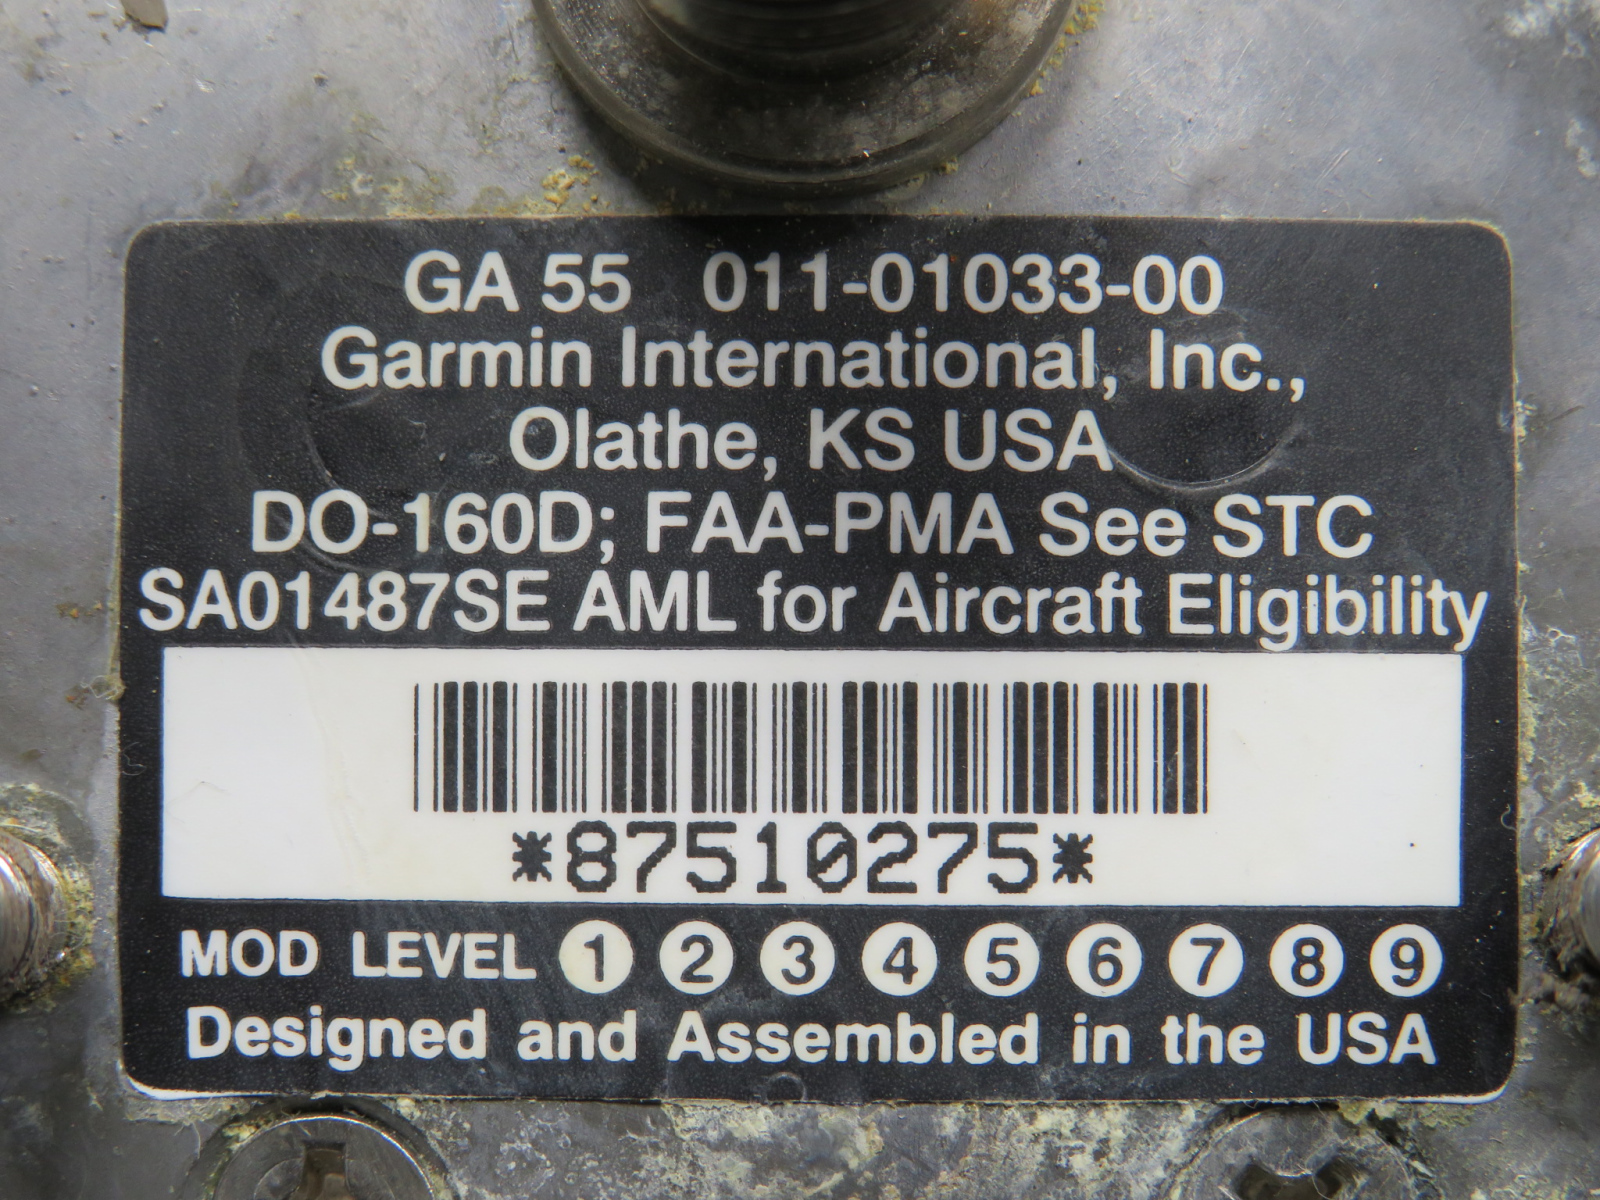 GA 55 011-01033-00
Garmin International, Inc.,
Olathe, KS USA
DO-160D; FAA-PMA See STC
SA01487SE AML for Aircraft Eligibility
*87510275*
MOD LEVEL 1 2 3 4 5 6 7 8 9
Designed and Assembled in the USA